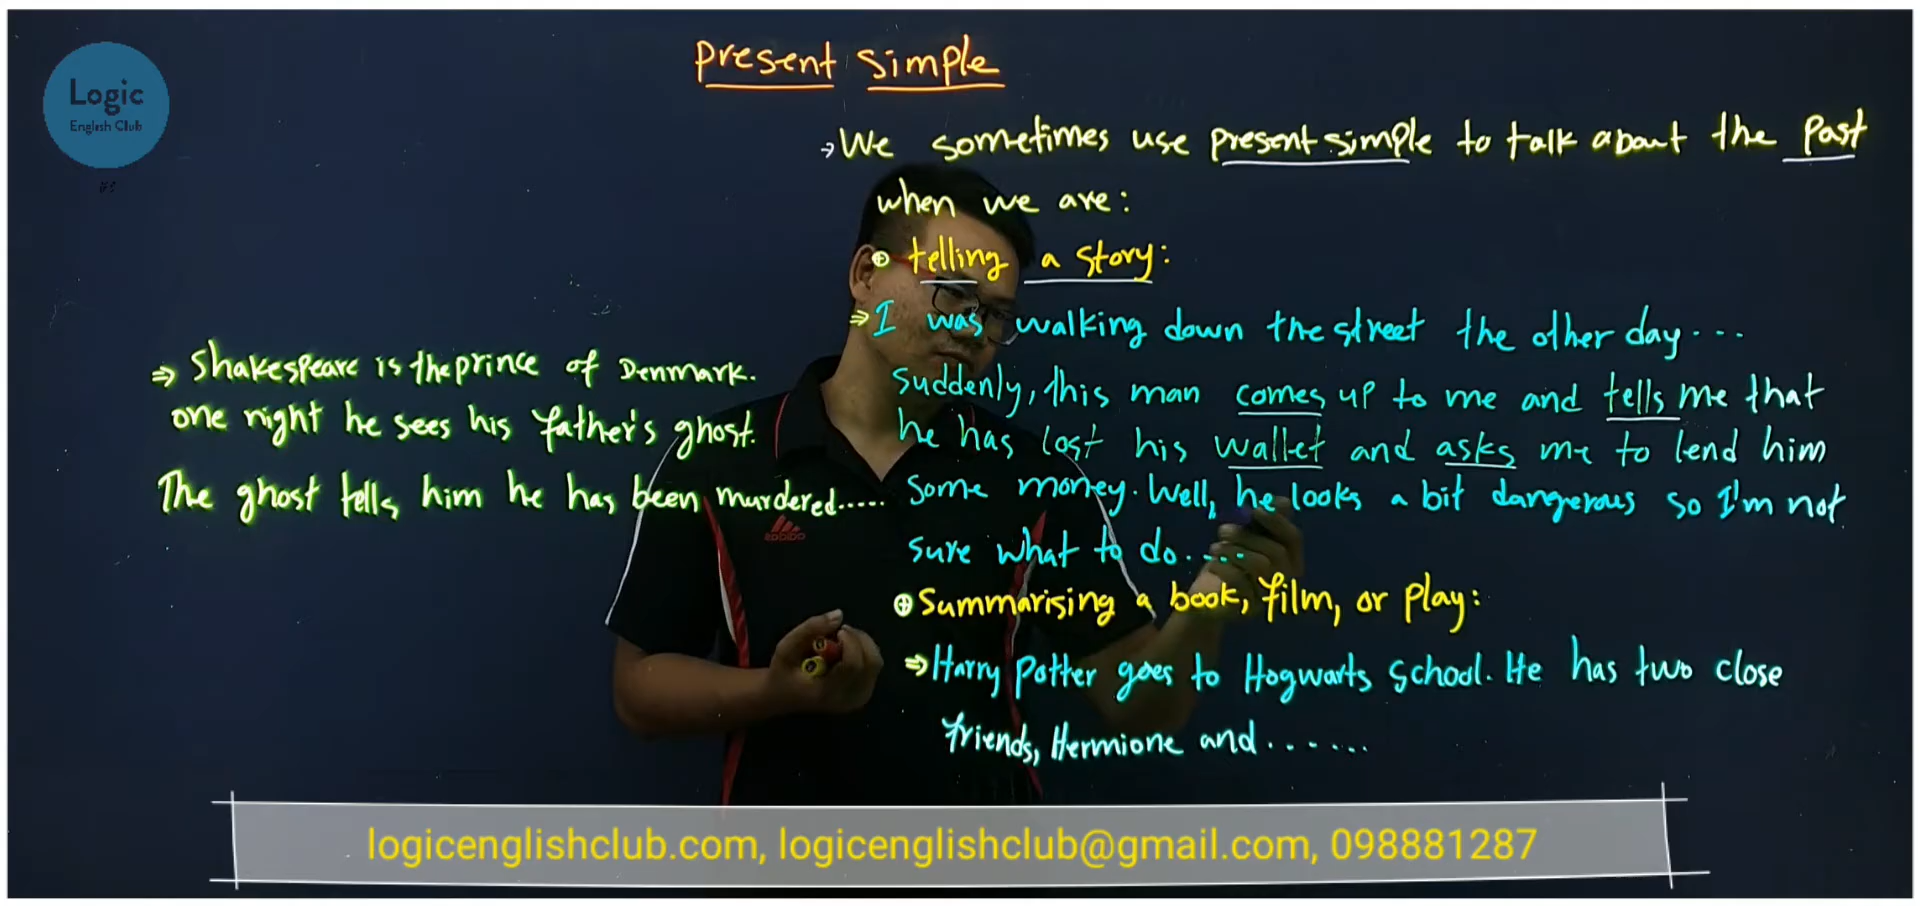 Logic
English Club
Present Simple
→ We sometimes use present simple to talk about the past
when we are:
⊕ telling a story:
⇒ I was walking down the street the other day...
Suddenly, this man comes up to me and tells me that
he has lost his wallet and asks me to lend him
some money. Well, he looks a bit dangerous so I'm not
sure what to do.....
⊕ Summarising a book, film, or play:
⇒ Harry Potter goes to Hogwarts School. He has two close
friends, Hermione and.......
⇒ Shakespeare is the prince of Denmark.
one night he sees his father's ghost.
The ghost tells him he has been murdered.....
logicenglishclub.com, logicenglishclub@gmail.com, 098881287